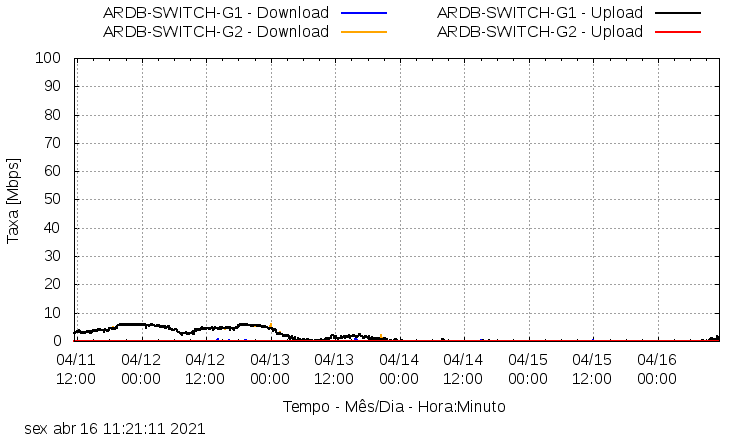 ARDB-SWITCH-G1 - Download ARDB-SWITCH-G1 - Upload
ARDB-SWITCH-G2 - Download ARDB-SWITCH-G2 - Upload
100
90
80
70
60
50
40
30
20
10
0
Taxa [Mbps]
04/11 04/12 04/12 04/13 04/13 04/14 04/14 04/15 04/15 04/16
12:00 00:00 12:00 00:00 12:00 00:00 12:00 00:00 12:00 00:00
Tempo - Mês/Dia - Hora:Minuto
sex abr 16 11:21:11 2021